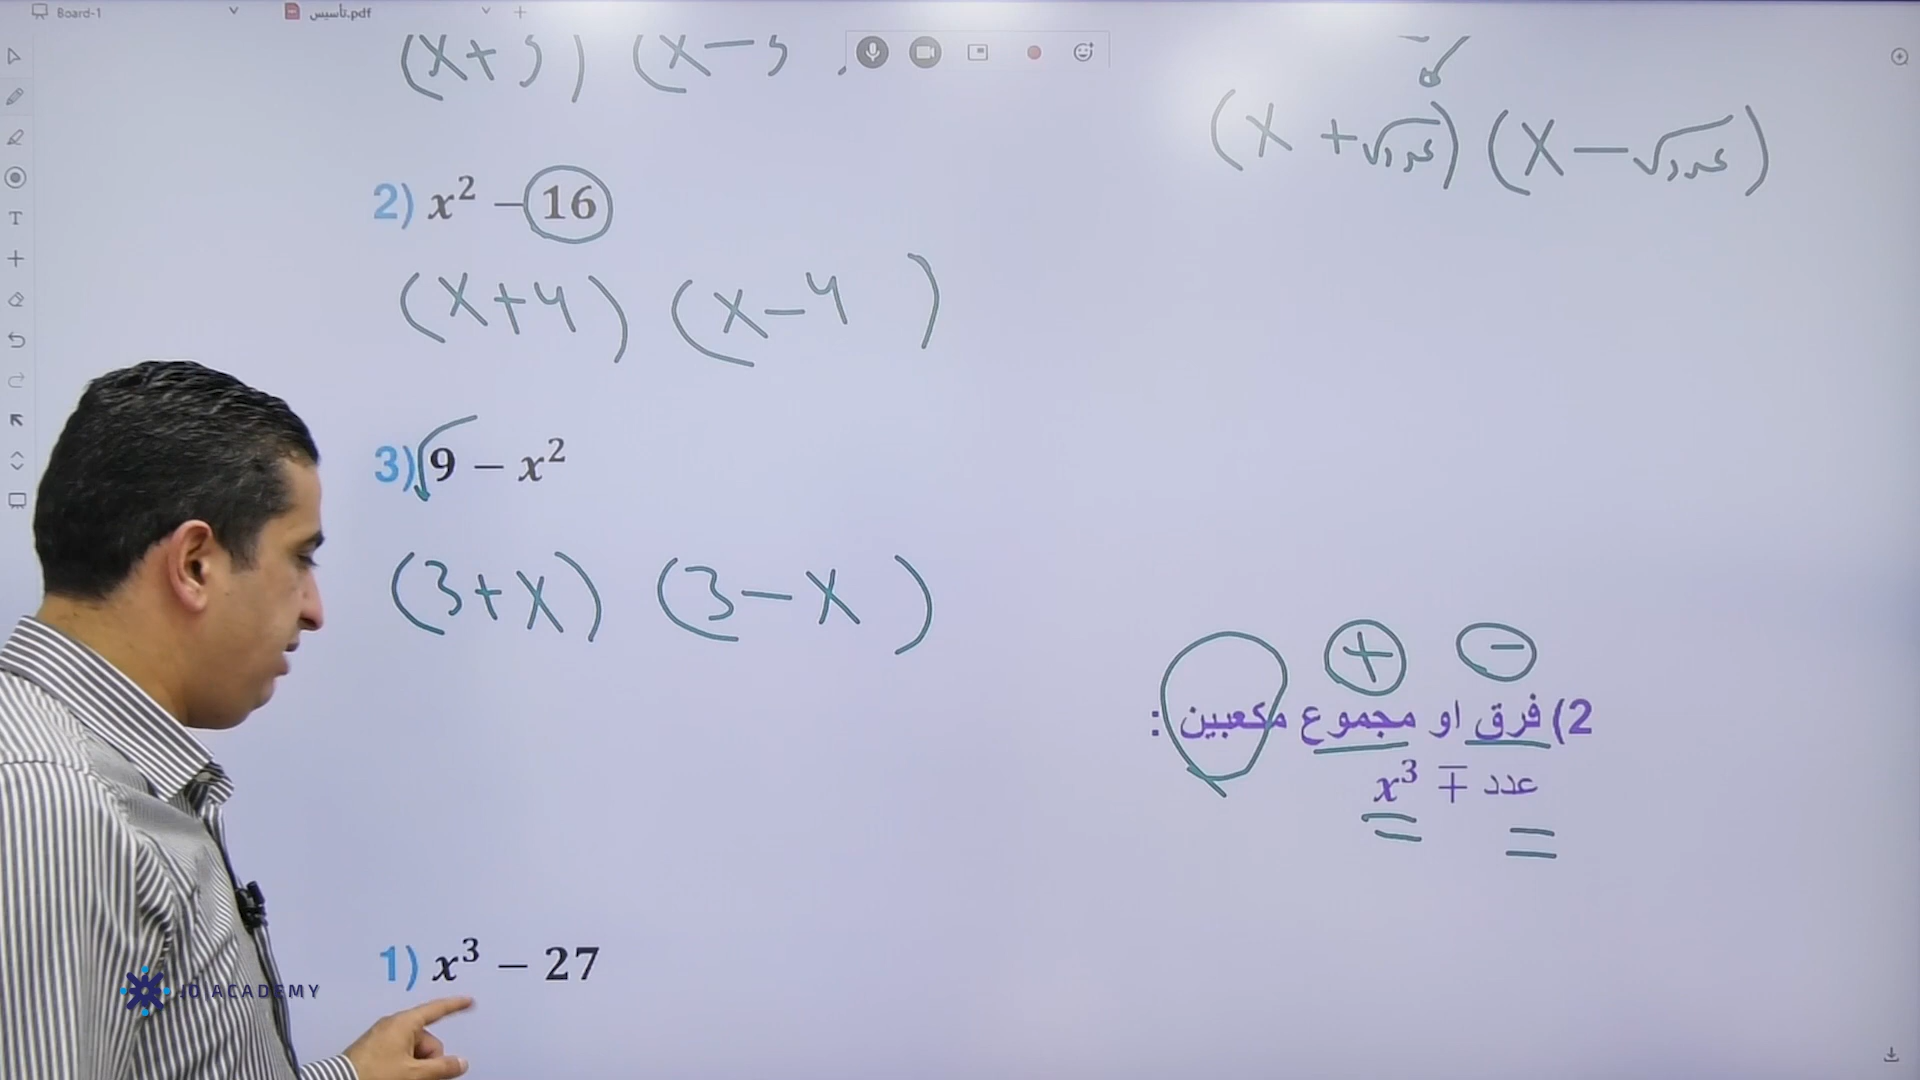 Board-1
تأسيس.pdf
(x+5) (x-5
(x +√عدد) (x-√عدد)
2) x² - 16
(x+4) (x-4)
3) √9 - x²
(3+x) (3-x)
+ -
2) فرق او مجموع مكعبين :
x³ ∓ عدد
1) x³ - 27
JO ACADEMY